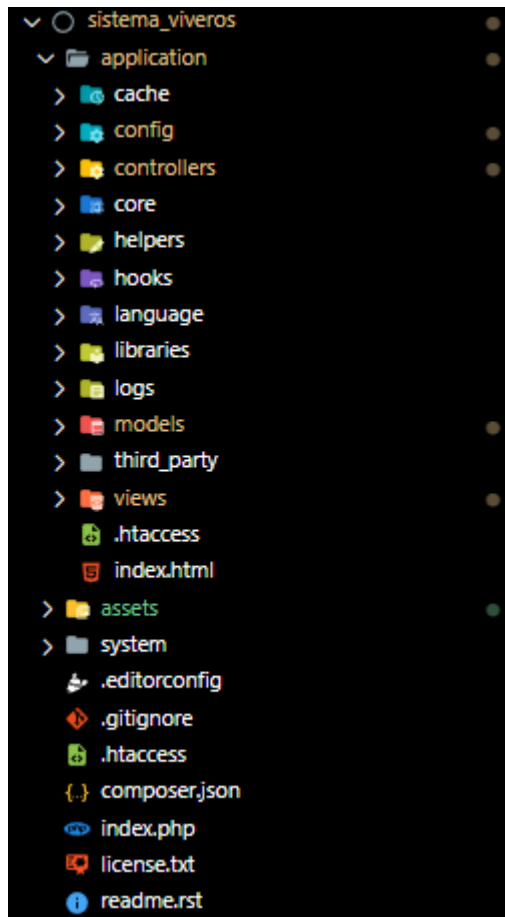 sistema_viveros
application
cache
config
controllers
core
helpers
hooks
language
libraries
logs
models
third_party
views
.htaccess
index.html
assets
system
.editorconfig
.gitignore
.htaccess
composer.json
index.php
license.txt
readme.rst